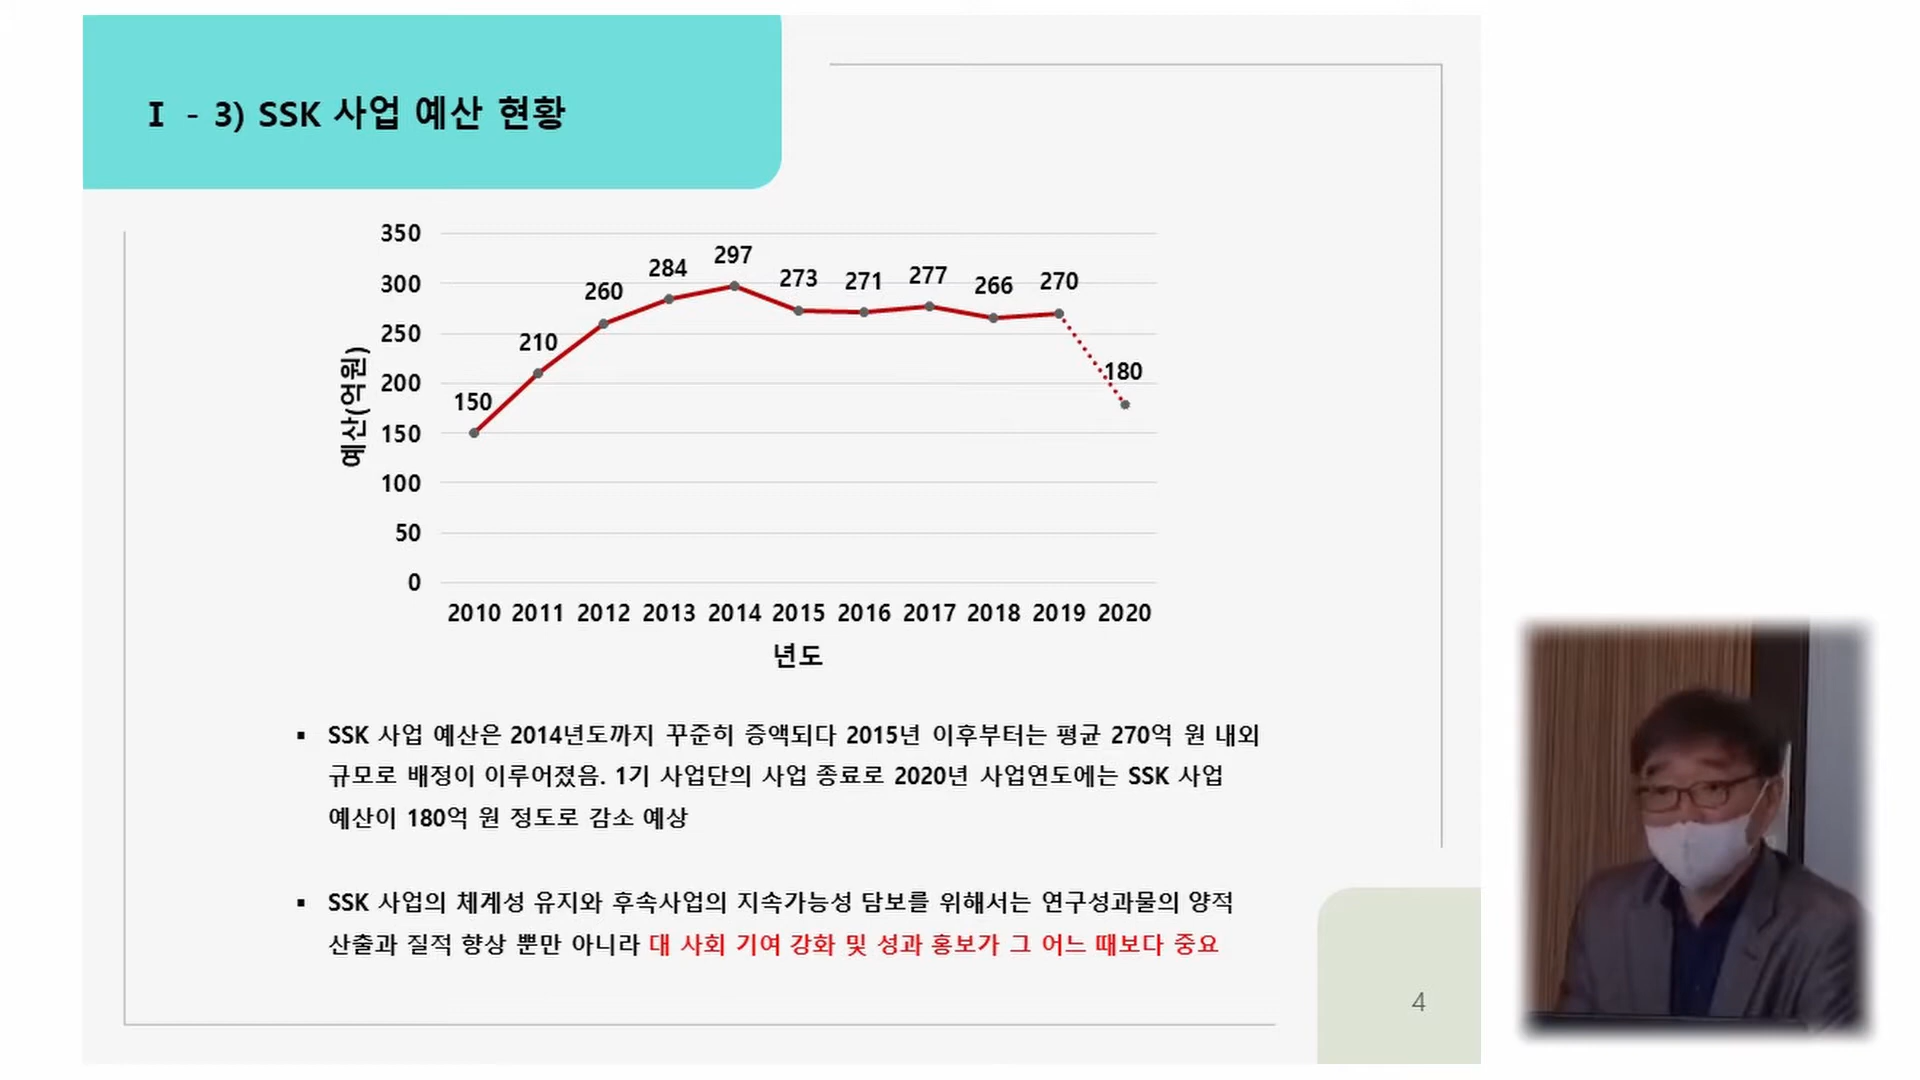 Ⅰ - 3) SSK 사업 예산 현황
350
300
250
200
150
100
50
0
예산(억원)
150
210
260
284
297
273
271
277
266
270
180
2010 2011 2012 2013 2014 2015 2016 2017 2018 2019 2020
년도
▪ SSK 사업 예산은 2014년도까지 꾸준히 증액되다 2015년 이후부터는 평균 270억 원 내외
규모로 배정이 이루어졌음. 1기 사업단의 사업 종료로 2020년 사업연도에는 SSK 사업
예산이 180억 원 정도로 감소 예상
▪ SSK 사업의 체계성 유지와 후속사업의 지속가능성 담보를 위해서는 연구성과물의 양적
산출과 질적 향상 뿐만 아니라 대 사회 기여 강화 및 성과 홍보가 그 어느 때보다 중요
4